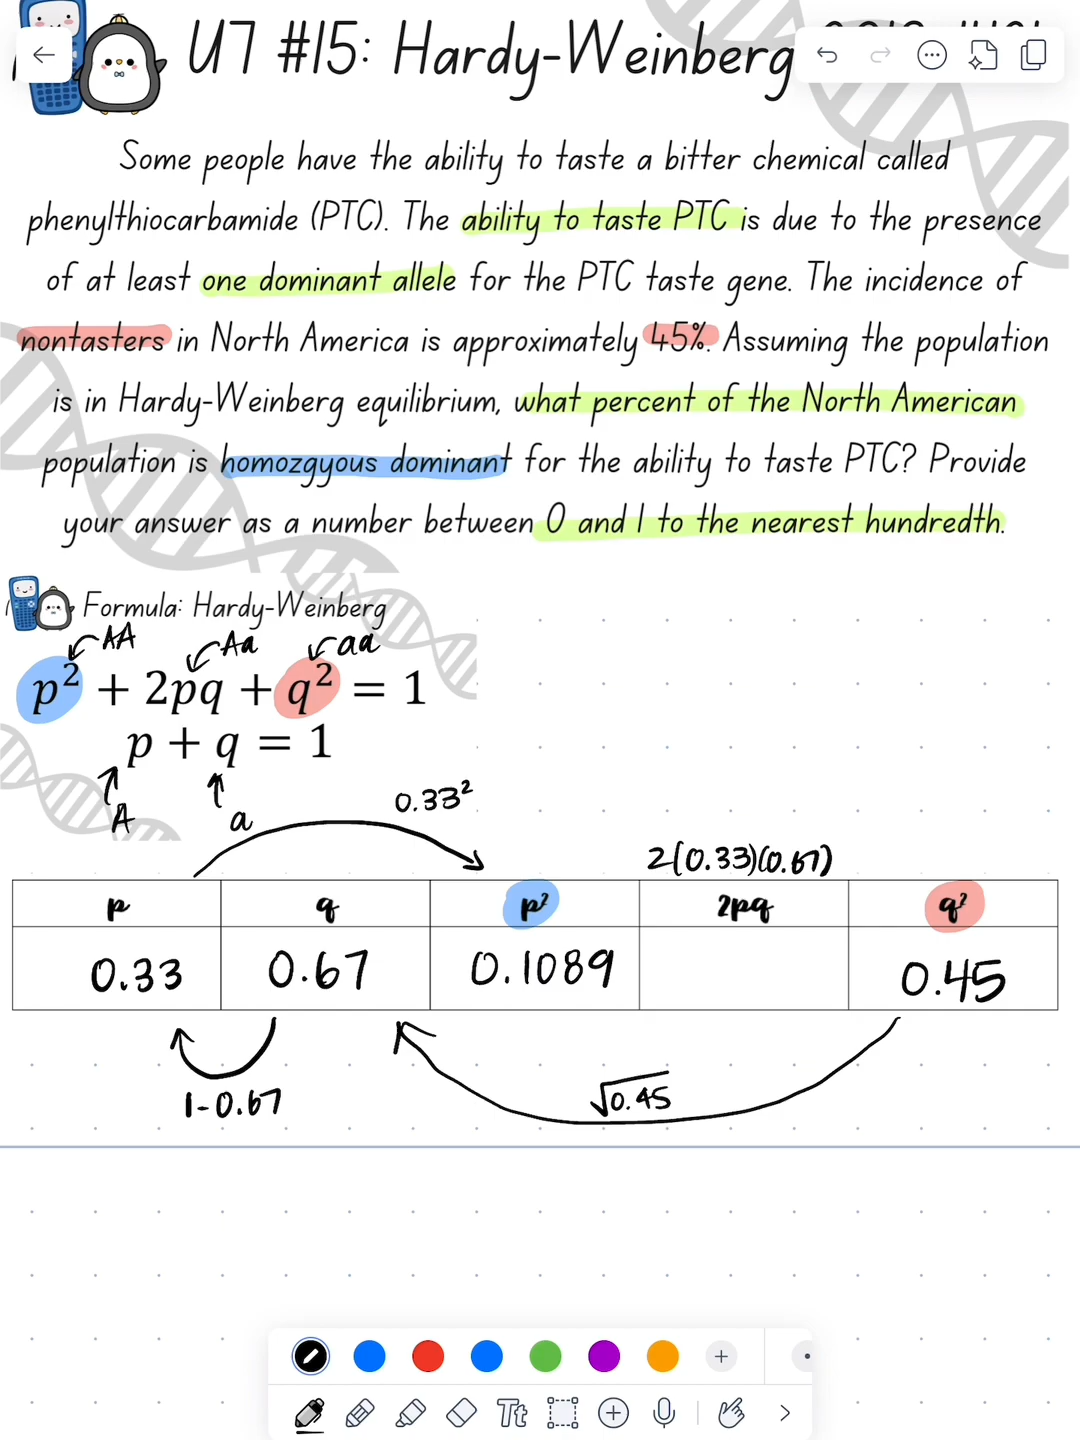 U7 #15: Hardy-Weinberg
Some people have the ability to taste a bitter chemical called
phenylthiocarbamide (PTC). The ability to taste PTC is due to the presence
of at least one dominant allele for the PTC taste gene. The incidence of
nontasters in North America is approximately 45%. Assuming the population
is in Hardy-Weinberg equilibrium, what percent of the North American
population is homozgyous dominant for the ability to taste PTC? Provide
your answer as a number between 0 and 1 to the nearest hundredth.
Formula: Hardy-Weinberg
AA Aa aa
p² + 2pq + q² = 1
p + q = 1
A a
0.33²
2(0.33)(0.67)
p q p² 2pq q²
0.33 0.67 0.1089 0.45
1-0.67
√0.45
Tt